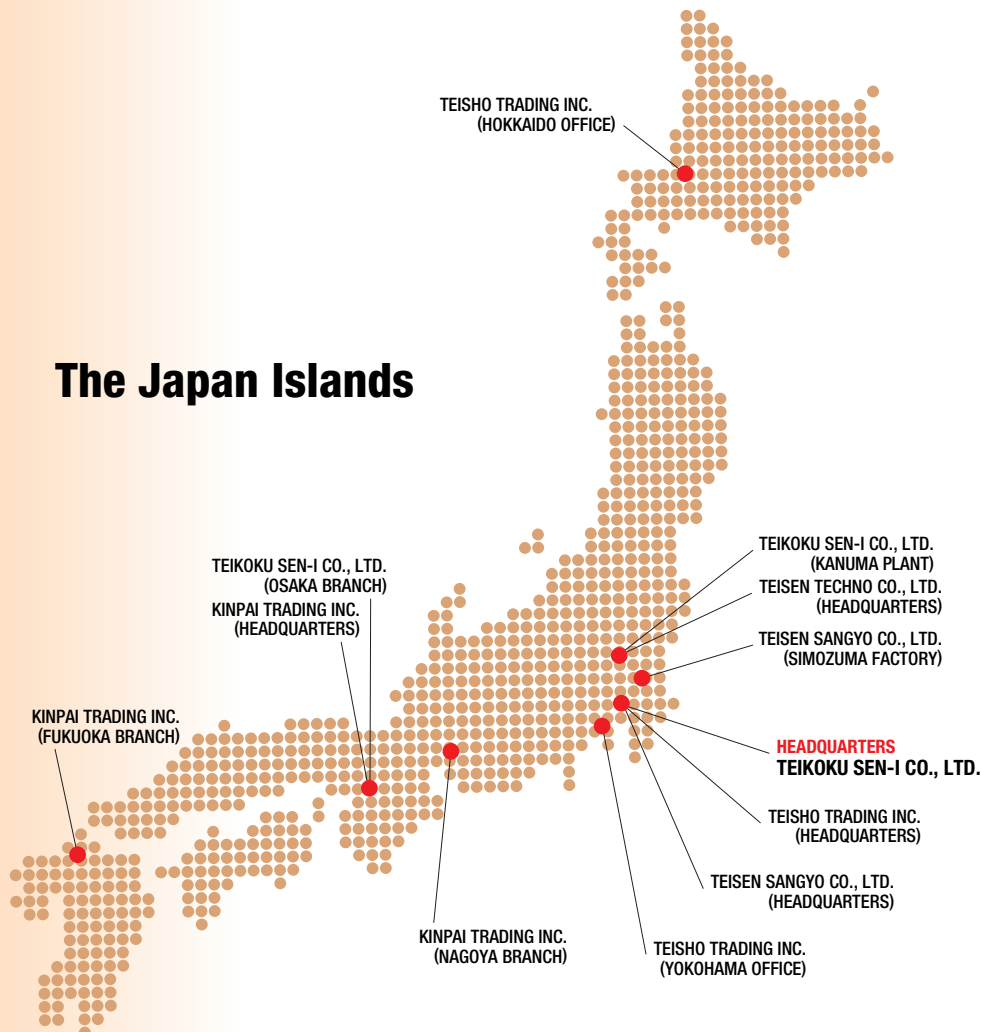 TEISHO TRADING INC.
(HOKKAIDO OFFICE)
The Japan Islands
TEIKOKU SEN-I CO., LTD.
(OSAKA BRANCH)
KINPAI TRADING INC.
(HEADQUARTERS)
KINPAI TRADING INC.
(FUKUOKA BRANCH)
TEIKOKU SEN-I CO., LTD.
(KANUMA PLANT)
TEISEN TECHNO CO., LTD.
(HEADQUARTERS)
TEISEN SANGYO CO., LTD.
(SIMOZUMA FACTORY)
HEADQUARTERS
TEIKOKU SEN-I CO., LTD.
TEISHO TRADING INC.
(HEADQUARTERS)
TEISEN SANGYO CO., LTD.
(HEADQUARTERS)
KINPAI TRADING INC.
(NAGOYA BRANCH)
TEISHO TRADING INC.
(YOKOHAMA OFFICE)